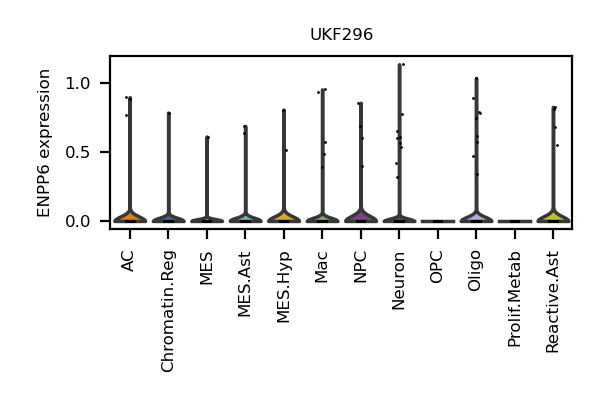 UKF296
ENPP6 expression
1.0
0.5
0.0
AC
Chromatin.Reg
MES
MES.Ast
MES.Hyp
Mac
NPC
Neuron
OPC
Oligo
Prolif.Metab
Reactive.Ast